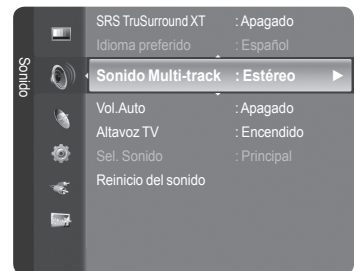 Sonido
SRS TruSurround XT : Apagado
Idioma preferido : Español
Sonido Multi-track : Estéreo
Vol.Auto : Apagado
Altavoz TV : Encendido
Sel. Sonido : Principal
Reinicio del sonido